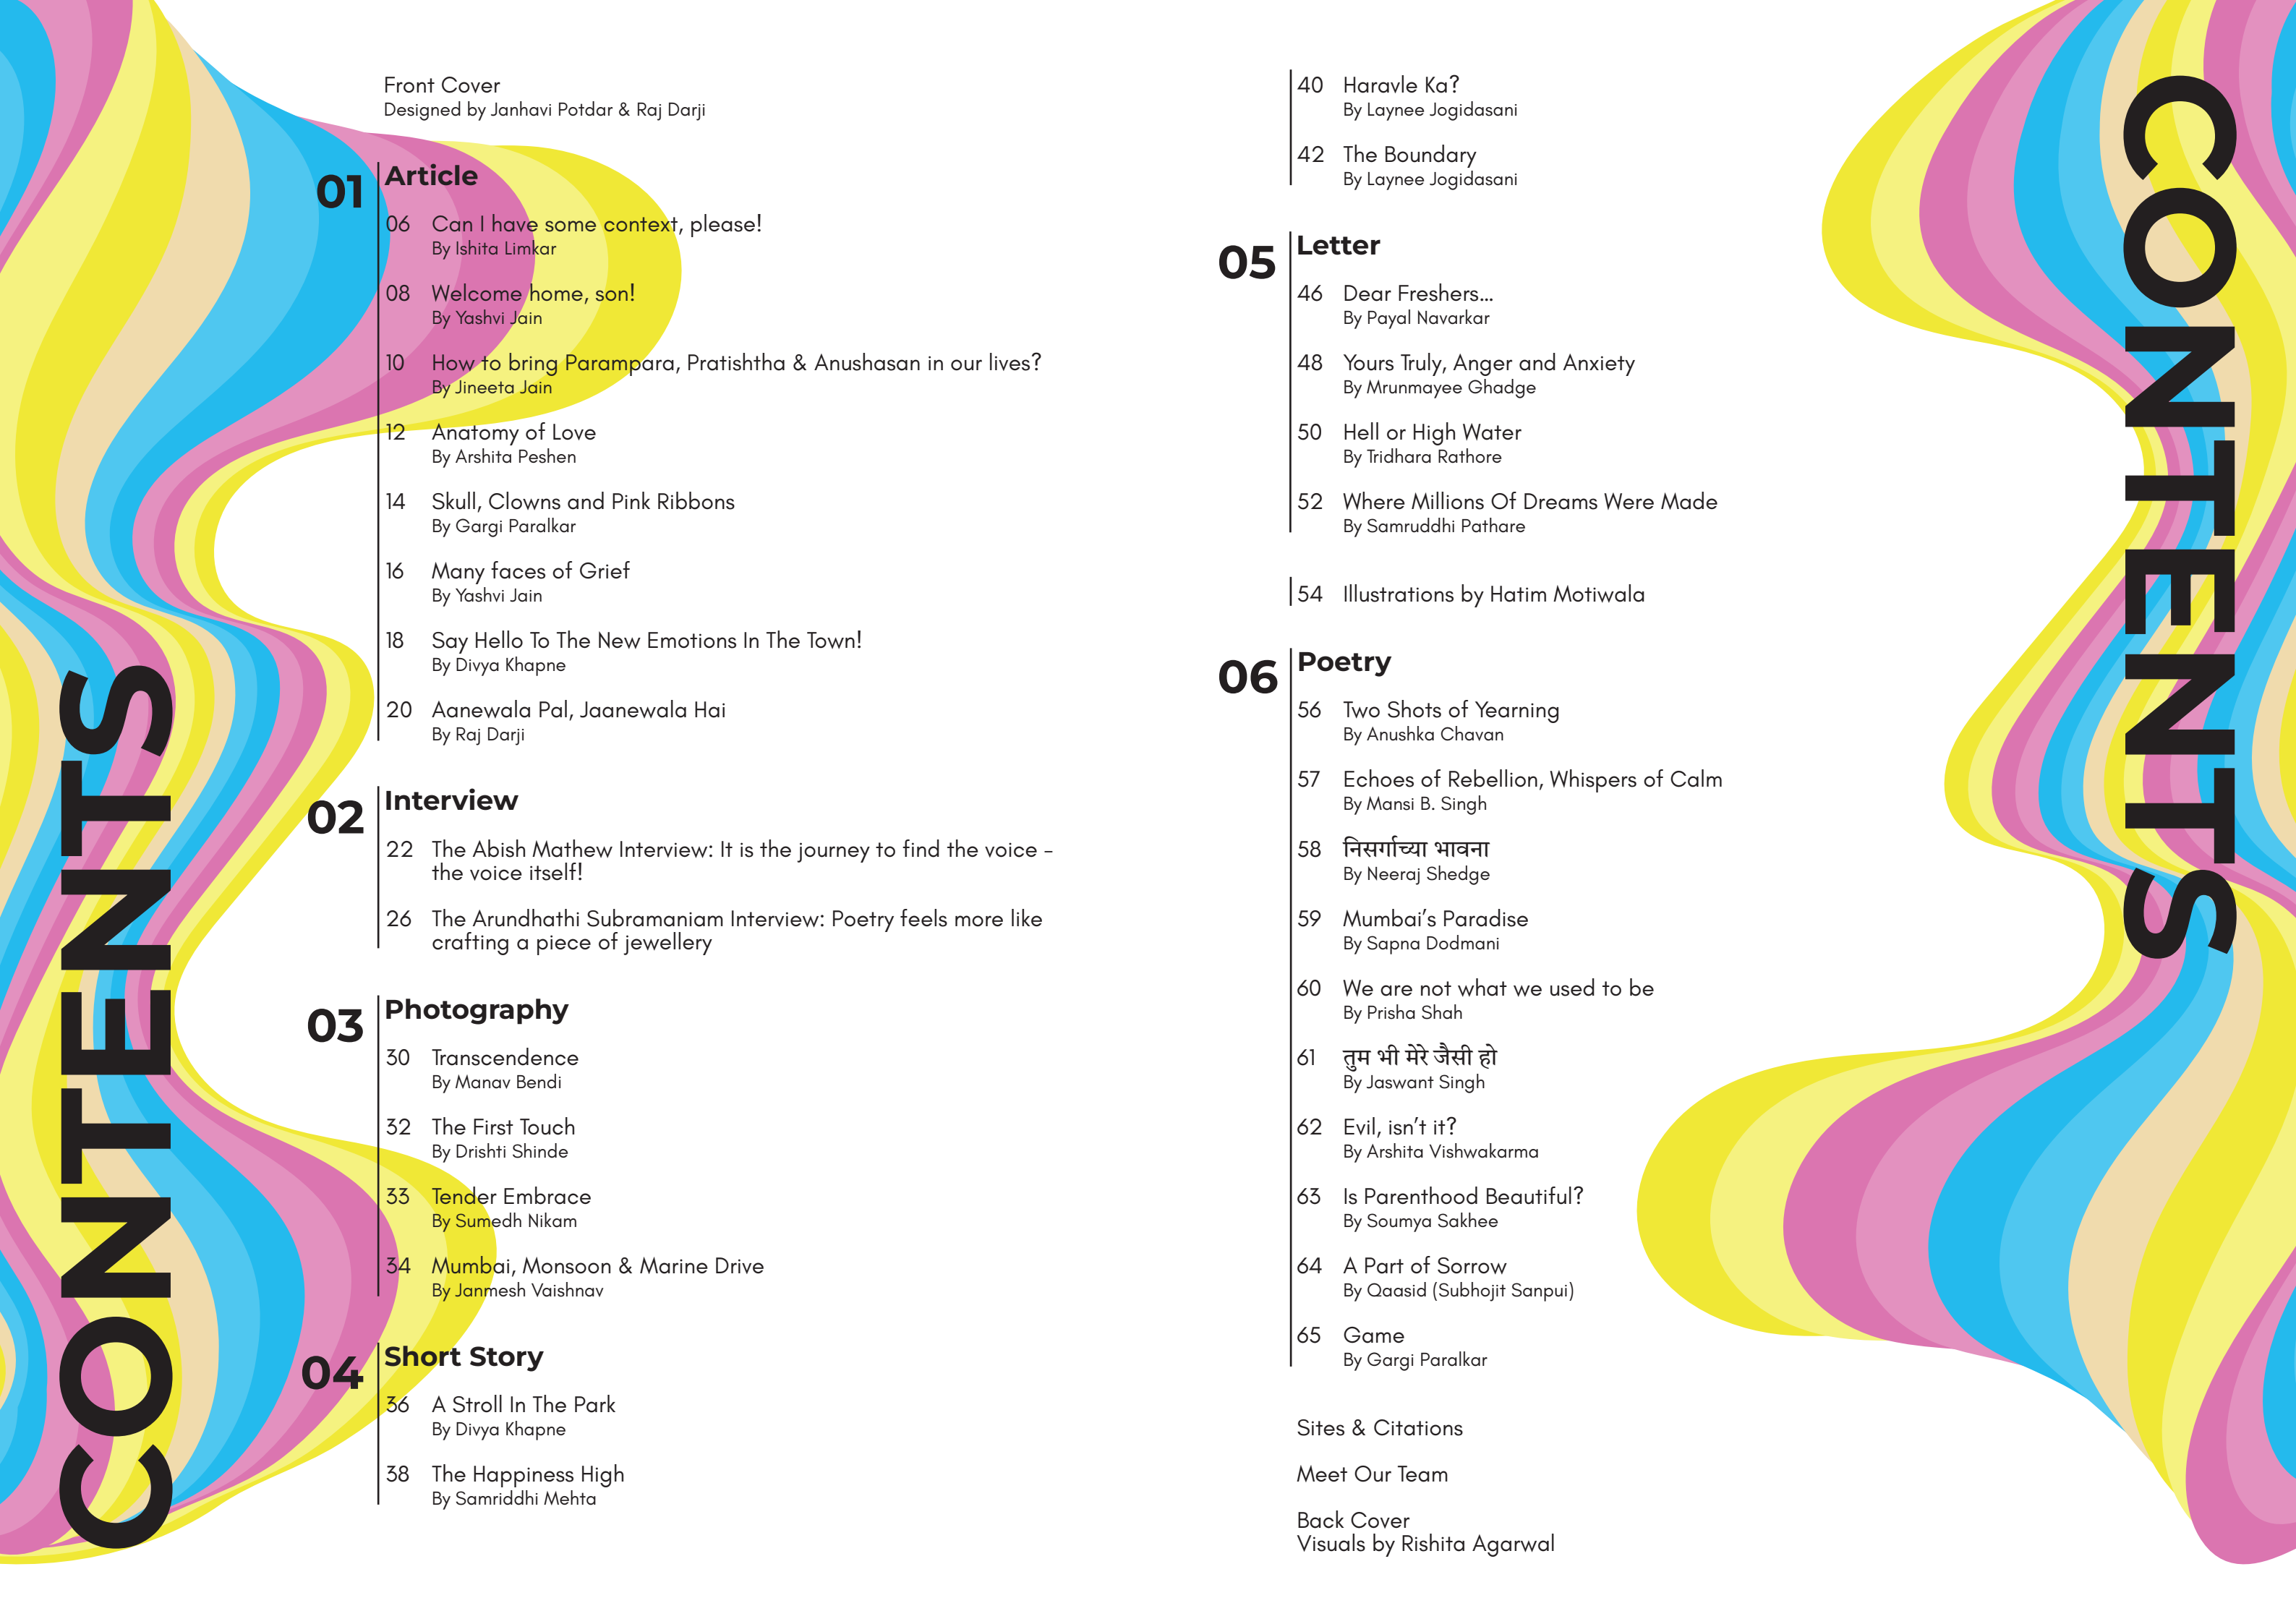 CONTENTS
Front Cover
Designed by Janhavi Potdar & Raj Darji
01 Article
06 Can I have some context, please!
By Ishita Limkar
08 Welcome home, son!
By Yashvi Jain
10 How to bring Parampara, Pratishtha & Anushasan in our lives?
By Jineeta Jain
12 Anatomy of Love
By Arshita Peshen
14 Skull, Clowns and Pink Ribbons
By Gargi Paralkar
16 Many faces of Grief
By Yashvi Jain
18 Say Hello To The New Emotions In The Town!
By Divya Khapne
20 Aanewala Pal, Jaanewala Hai
By Raj Darji
02 Interview
22 The Abish Mathew Interview: It is the journey to find the voice -
the voice itself!
26 The Arundhathi Subramaniam Interview: Poetry feels more like
crafting a piece of jewellery
03 Photography
30 Transcendence
By Manav Bendi
32 The First Touch
By Drishti Shinde
33 Tender Embrace
By Sumedh Nikam
34 Mumbai, Monsoon & Marine Drive
By Janmesh Vaishnav
04 Short Story
36 A Stroll In The Park
By Divya Khapne
38 The Happiness High
By Samriddhi Mehta
40 Haravle Ka?
By Laynee Jogidasani
42 The Boundary
By Laynee Jogidasani
05 Letter
46 Dear Freshers...
By Payal Navarkar
48 Yours Truly, Anger and Anxiety
By Mrunmayee Ghadge
50 Hell or High Water
By Tridhara Rathore
52 Where Millions Of Dreams Were Made
By Samruddhi Pathare
54 Illustrations by Hatim Motiwala
06 Poetry
56 Two Shots of Yearning
By Anushka Chavan
57 Echoes of Rebellion, Whispers of Calm
By Mansi B. Singh
58 निसर्गाच्या भावना
By Neeraj Shedge
59 Mumbai's Paradise
By Sapna Dodmani
60 We are not what we used to be
By Prisha Shah
61 तुम भी मेरे जैसी हो
By Jaswant Singh
62 Evil, isn't it?
By Arshita Vishwakarma
63 Is Parenthood Beautiful?
By Soumya Sakhee
64 A Part of Sorrow
By Qaasid (Subhojit Sanpui)
65 Game
By Gargi Paralkar
Sites & Citations
Meet Our Team
Back Cover
Visuals by Rishita Agarwal
CONTENTS